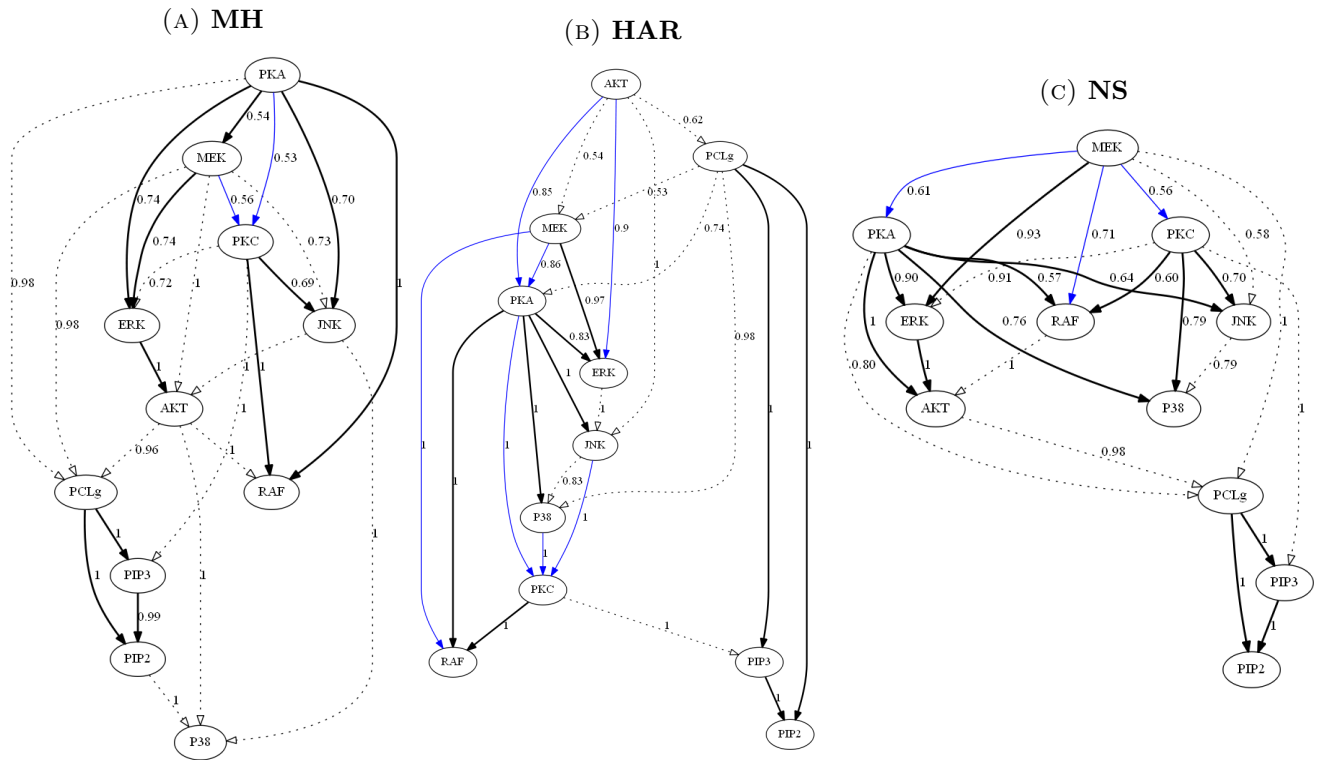 (A) MH
PKA
0.54
MEK
0.53
0.74
0.56
0.70
PKC
0.74
0.73
0.98
0.72
1
0.69
1
ERK
JNK
0.98
1
1
1
AKT
1
0.96
1
PCLg
RAF
1
1
PIP3
1
1
0.99
PIP2
1
P38
(B) HAR
AKT
0.62
0.54
PCLg
0.85
0.53
MEK
0.9
0.74
0.86
1
PKA
0.97
0.83
0.98
1
ERK
1
1
1
JNK
1
1
1
0.83
P38
1
1
PKC
1
1
RAF
PIP3
1
PIP2
(C) NS
MEK
0.61
0.56
PKA
0.93
0.71
PKC
0.58
0.90
0.91
0.57
0.64
0.60
0.70
1
ERK
0.76
RAF
0.79
JNK
1
0.80
1
1
0.79
AKT
P38
1
0.98
PCLg
1
1
PIP3
1
PIP2